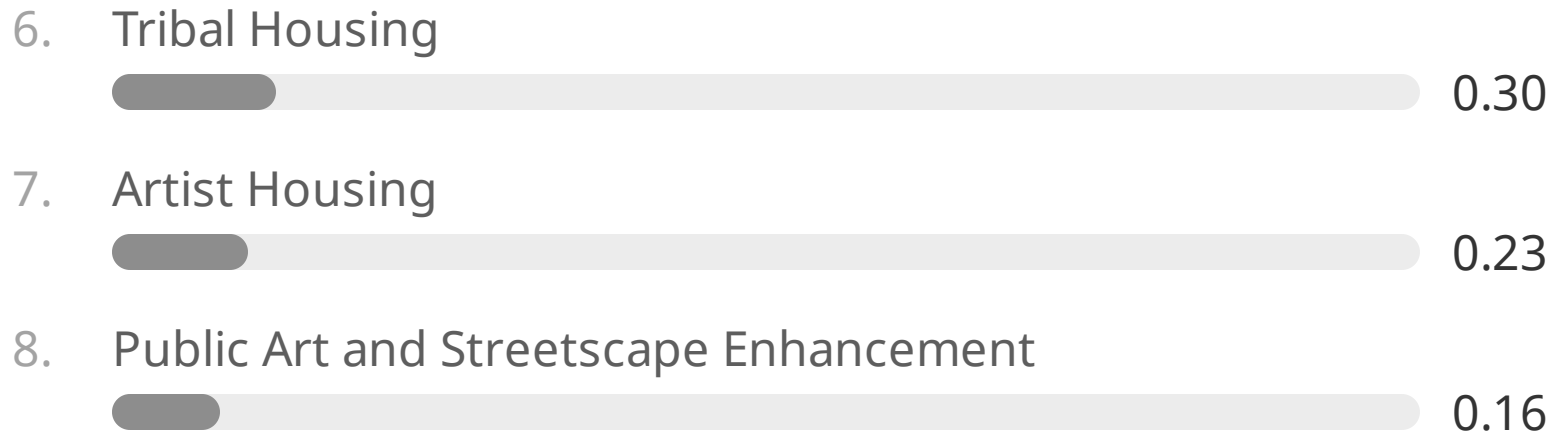 6. Tribal Housing
0.30
7. Artist Housing
0.23
8. Public Art and Streetscape Enhancement
0.16